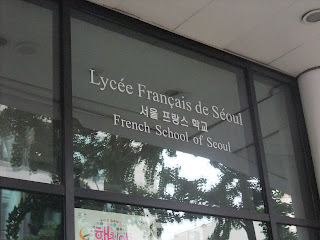 Lycée Français de Séoul
서울 프랑스 학교
French School of Seoul